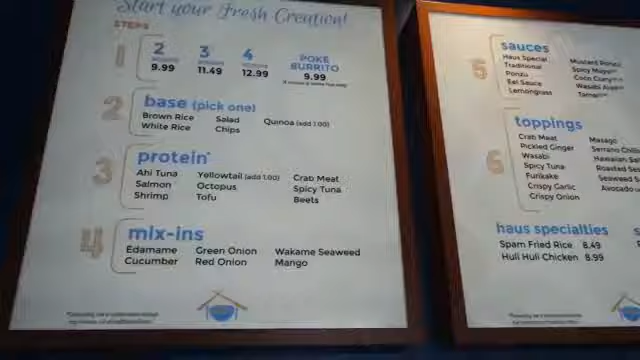 Start your Fresh Creation!
STEPS
1
2
9.99
3
11.49
4
12.99
POKE
BURRITO
9.99
2
base (pick one)
Brown Rice Salad Quinoa (add 1.00)
White Rice Chips
3
protein*
Ahi Tuna Yellowtail (add 1.00) Crab Meat
Salmon Octopus Spicy Tuna
Shrimp Tofu Beets
4
mix-ins
Edamame Green Onion Wakame Seaweed
Cucumber Red Onion Mango
5
sauces
Haus Special Mustard Ponzu
Traditional Spicy Mayo
Ponzu Coco Curry
Eel Sauce Wasabi
Lemongrass
6
toppings
Crab Meat Masago
Pickled Ginger Serrano
Wasabi Hawaiian
Spicy Tuna Roasted
Furikake Seaweed
Crispy Garlic Avocado
Crispy Onion
haus specialties
Spam Fried Rice 8.49
Huli Huli Chicken 8.99